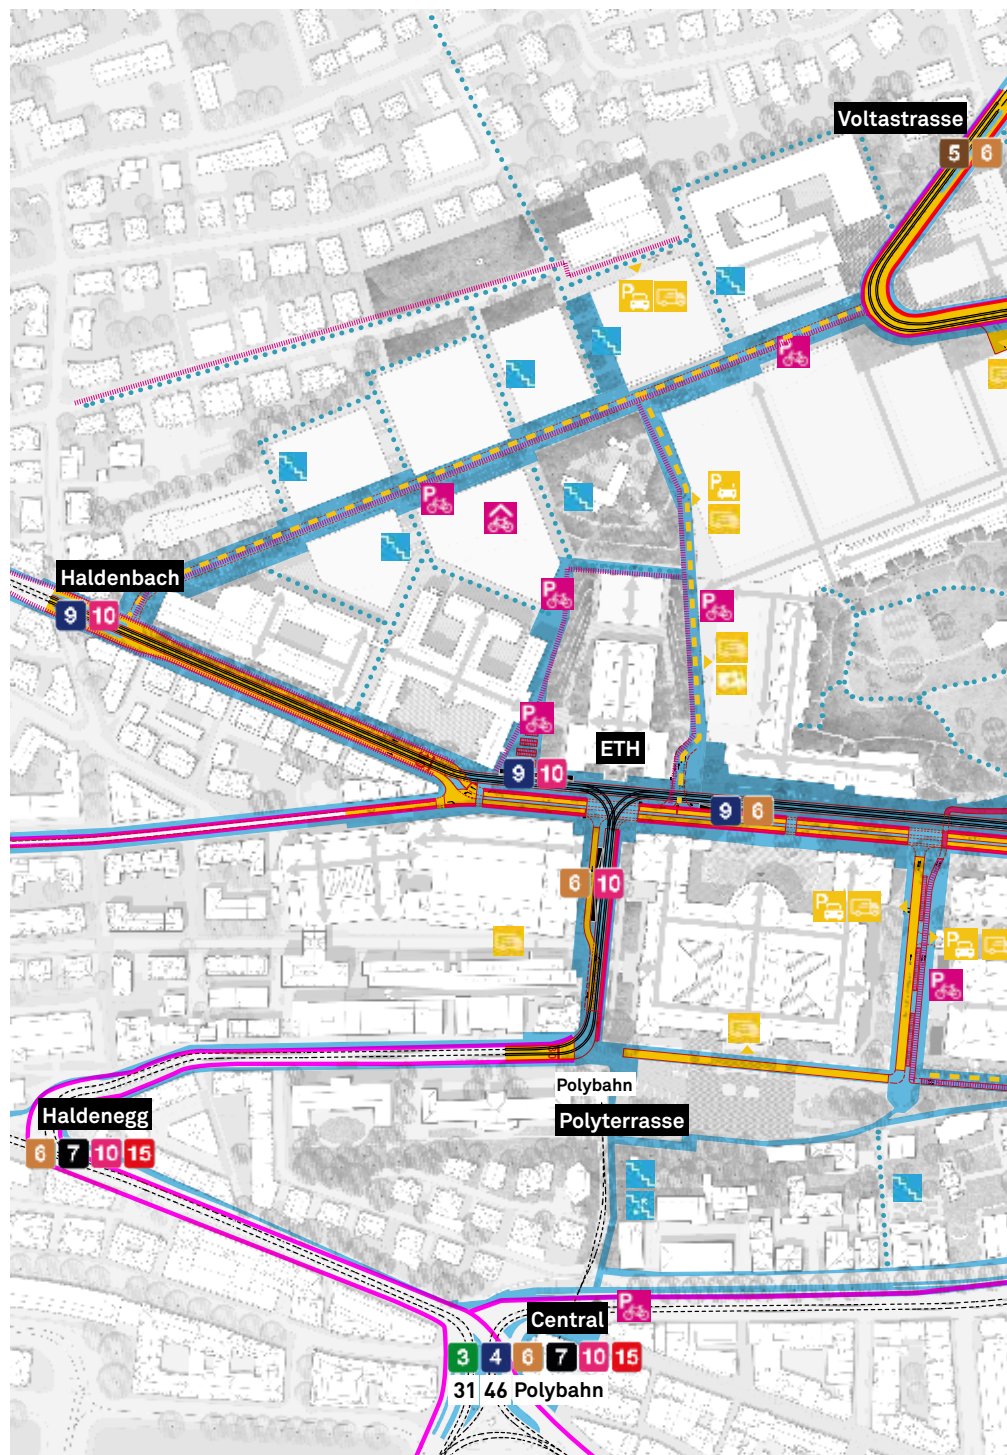 Voltastrasse
5 6
P
P
P
P
Haldenbach
9 10
P
P
P
ETH
9 10
9 6
6 10
P
P
P
Polybahn
Polyterrasse
Haldenegg
6 7 10 15
P
Central
3 4 6 7 10 15
31 46 Polybahn